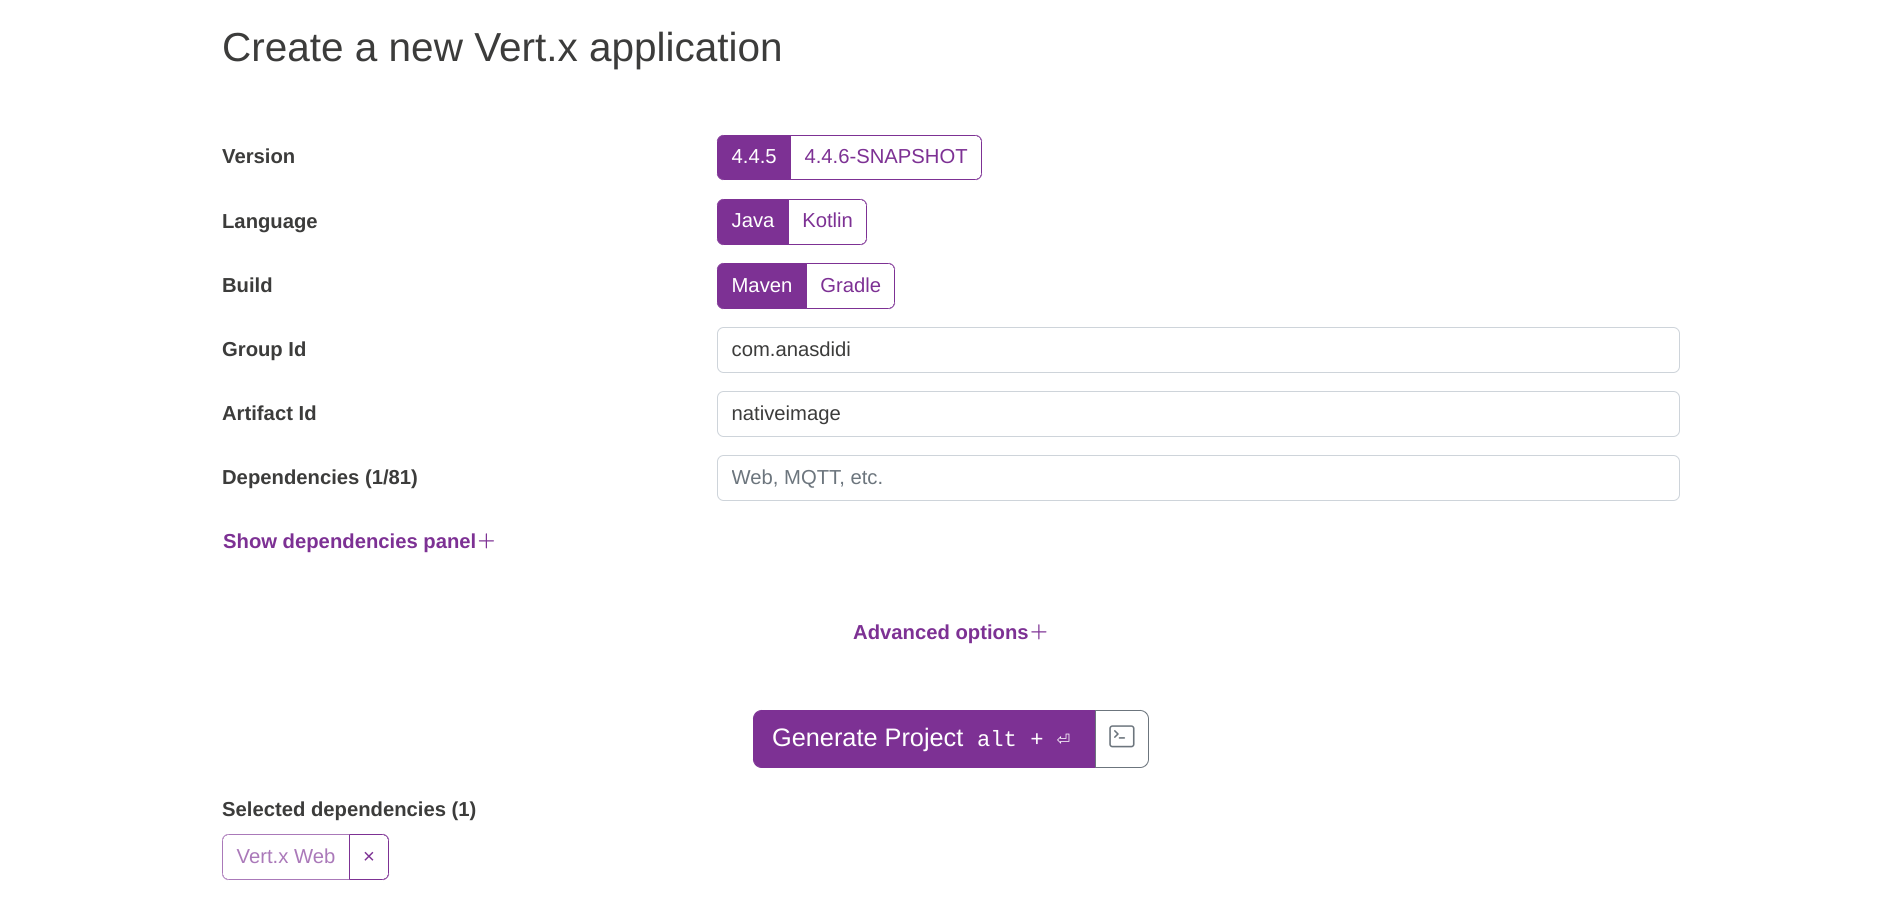 Create a new Vert.x application
Version 4.4.5 4.4.6-SNAPSHOT
Language Java Kotlin
Build Maven Gradle
Group Id com.anasdidi
Artifact Id nativeimage
Dependencies (1/81) Web, MQTT, etc.
Show dependencies panel+
Advanced options+
Generate Project alt + ⏎
Selected dependencies (1)
Vert.x Web ×